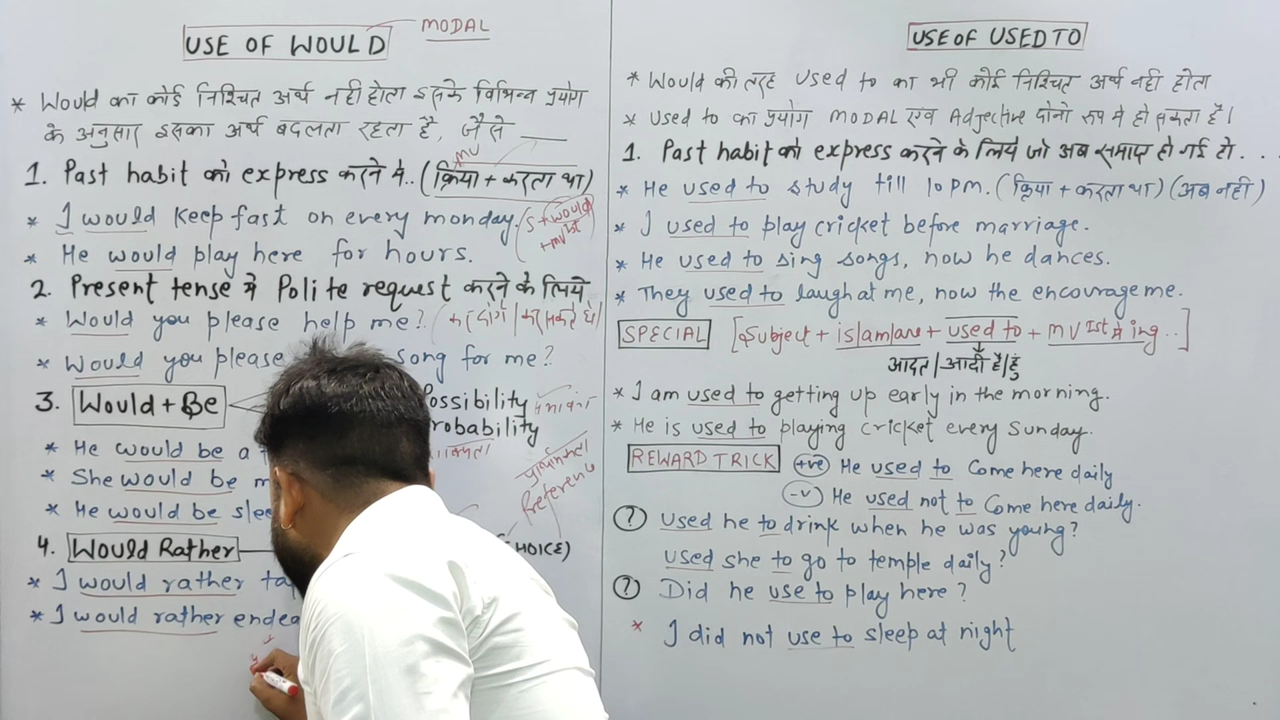 USE OF WOULD
MODAL
* Would का कोई निश्चित अर्थ नही होता इसके विभिन्न प्रयोग
के अनुसार इसका अर्थ बदलता रहता है, जैसे ___
MV
1. Past habit को express करने मे.. (क्रिया + करता था)
* I would keep fast on every monday. (S + would
+ MV Ist)
* He would play here for hours.
2. Present tense मे Polite request करने के लिये
* Would you please help me?
* Would you please song for me?
3. Would + Be
Possibility
Probability
* He would be a
* She would be
* He would be
प्राथमिकता
4. Would Rather
* I would rather
* I would rather
USE OF USED TO
* Would की तरह used to का भी कोई निश्चित अर्थ नही होता
* Used to का प्रयोग MODAL एवं Adjective दोनो रूप मे हो सकता है।
1. Past habit को express करने के लिये जो अब समाप्त हो गई हो. . . .
* He used to study till 10 pm. (क्रिया + करता था) (अब नही)
* I used to play cricket before marriage.
* He used to sing songs, now he dances.
* They used to laugh at me, now the encourage me.
SPECIAL [Subject + is/am/are + used to + MV Ist मे ing . .]
आदत/आदी है/हूं
* I am used to getting up early in the morning.
* He is used to playing cricket every Sunday.
REWARD TRICK (+ve) He used to Come here daily
(-v) He used not to Come here daily.
(?) used he to drink when he was young?
used she to go to temple daily?
(?) Did he use to play here?
* I did not use to sleep at night